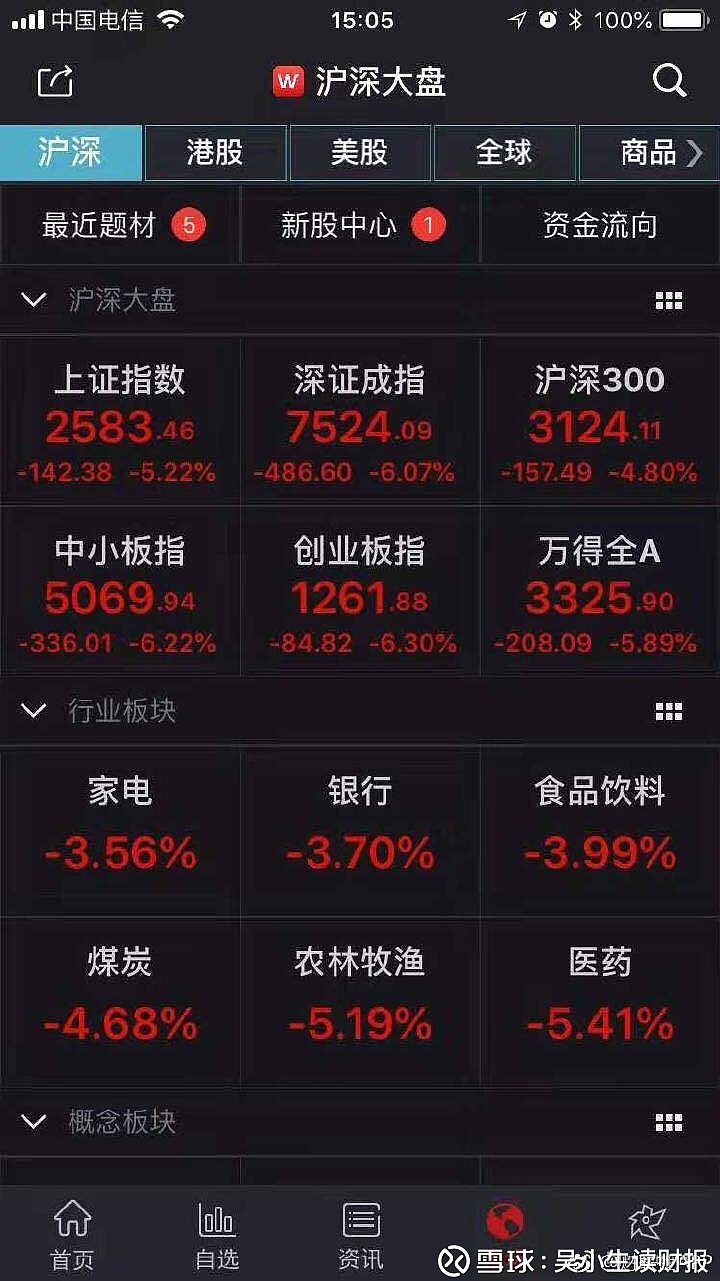 中国电信 15:05 100%
W 沪深大盘
沪深 港股 美股 全球 商品
最近题材 5 新股中心 1 资金流向
沪深大盘
上证指数 深证成指 沪深300
2583.46 7524.09 3124.11
-142.38 -5.22% -486.60 -6.07% -157.49 -4.80%
中小板指 创业板指 万得全A
5069.94 1261.88 3325.90
-336.01 -6.22% -84.82 -6.30% -208.09 -5.89%
行业板块
家电 银行 食品饮料
-3.56% -3.70% -3.99%
煤炭 农林牧渔 医药
-4.68% -5.19% -5.41%
概念板块
首页 自选 资讯
雪球：吴小生读财报